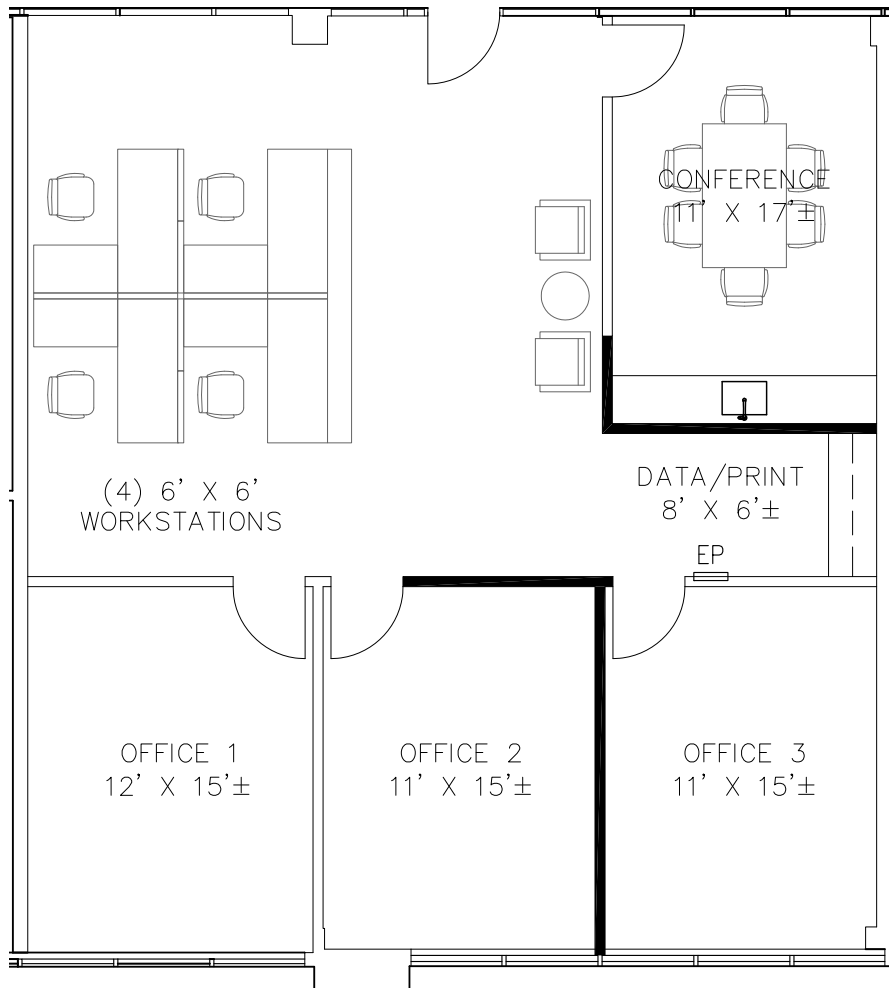 CONFERENCE
11' X 17'±
(4) 6' X 6'
WORKSTATIONS
DATA/PRINT
8' X 6'±
EP
OFFICE 1
12' X 15'±
OFFICE 2
11' X 15'±
OFFICE 3
11' X 15'±